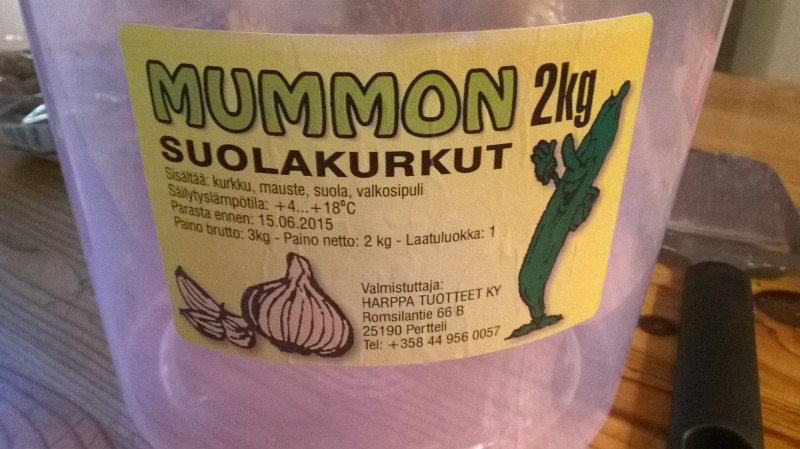 MUMMON 2kg
SUOLAKURKUT
Sisältää: kurkku, mauste, suola, valkosipuli
Säilytyslämpötila: +4...+18ºC
Parasta ennen: 15.06.2015
Paino brutto: 3kg - Paino netto: 2 kg - Laatuluokka: 1
Valmistuttaja:
HARPPA TUOTTEET KY
Romsilantie 66 B
25190 Pertteli
Tel: +358 44 956 0057